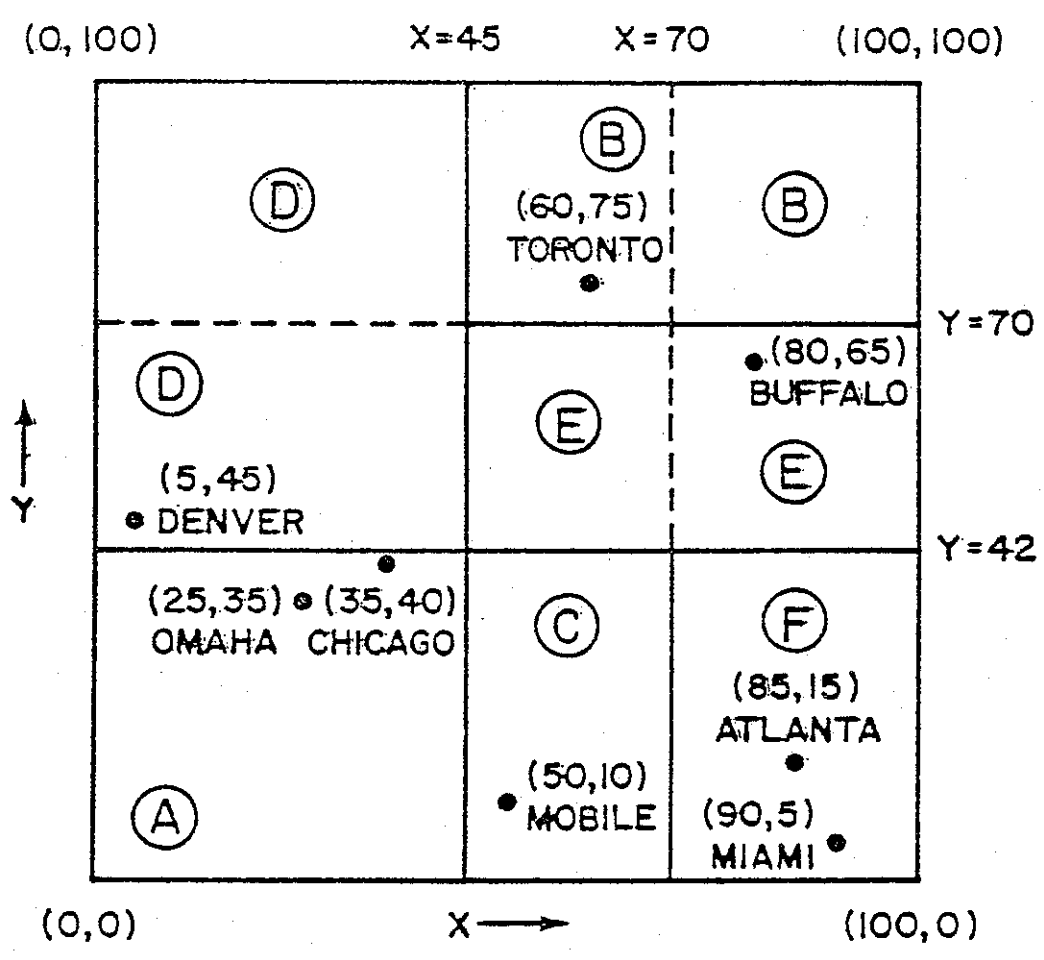 (0,100) X=45 X=70 (100,100)
B
D
(60,75)
B
TORONTO
Y=70
(80,65)
D
BUFFALO
E
E
(5,45)
Y
DENVER
Y=42
(25,35) (35,40)
C
F
OMAHA CHICAGO
(85,15)
ATLANTA
(50,10)
A
MOBILE
(90,5)
MIAMI
(0,0) X (100,0)